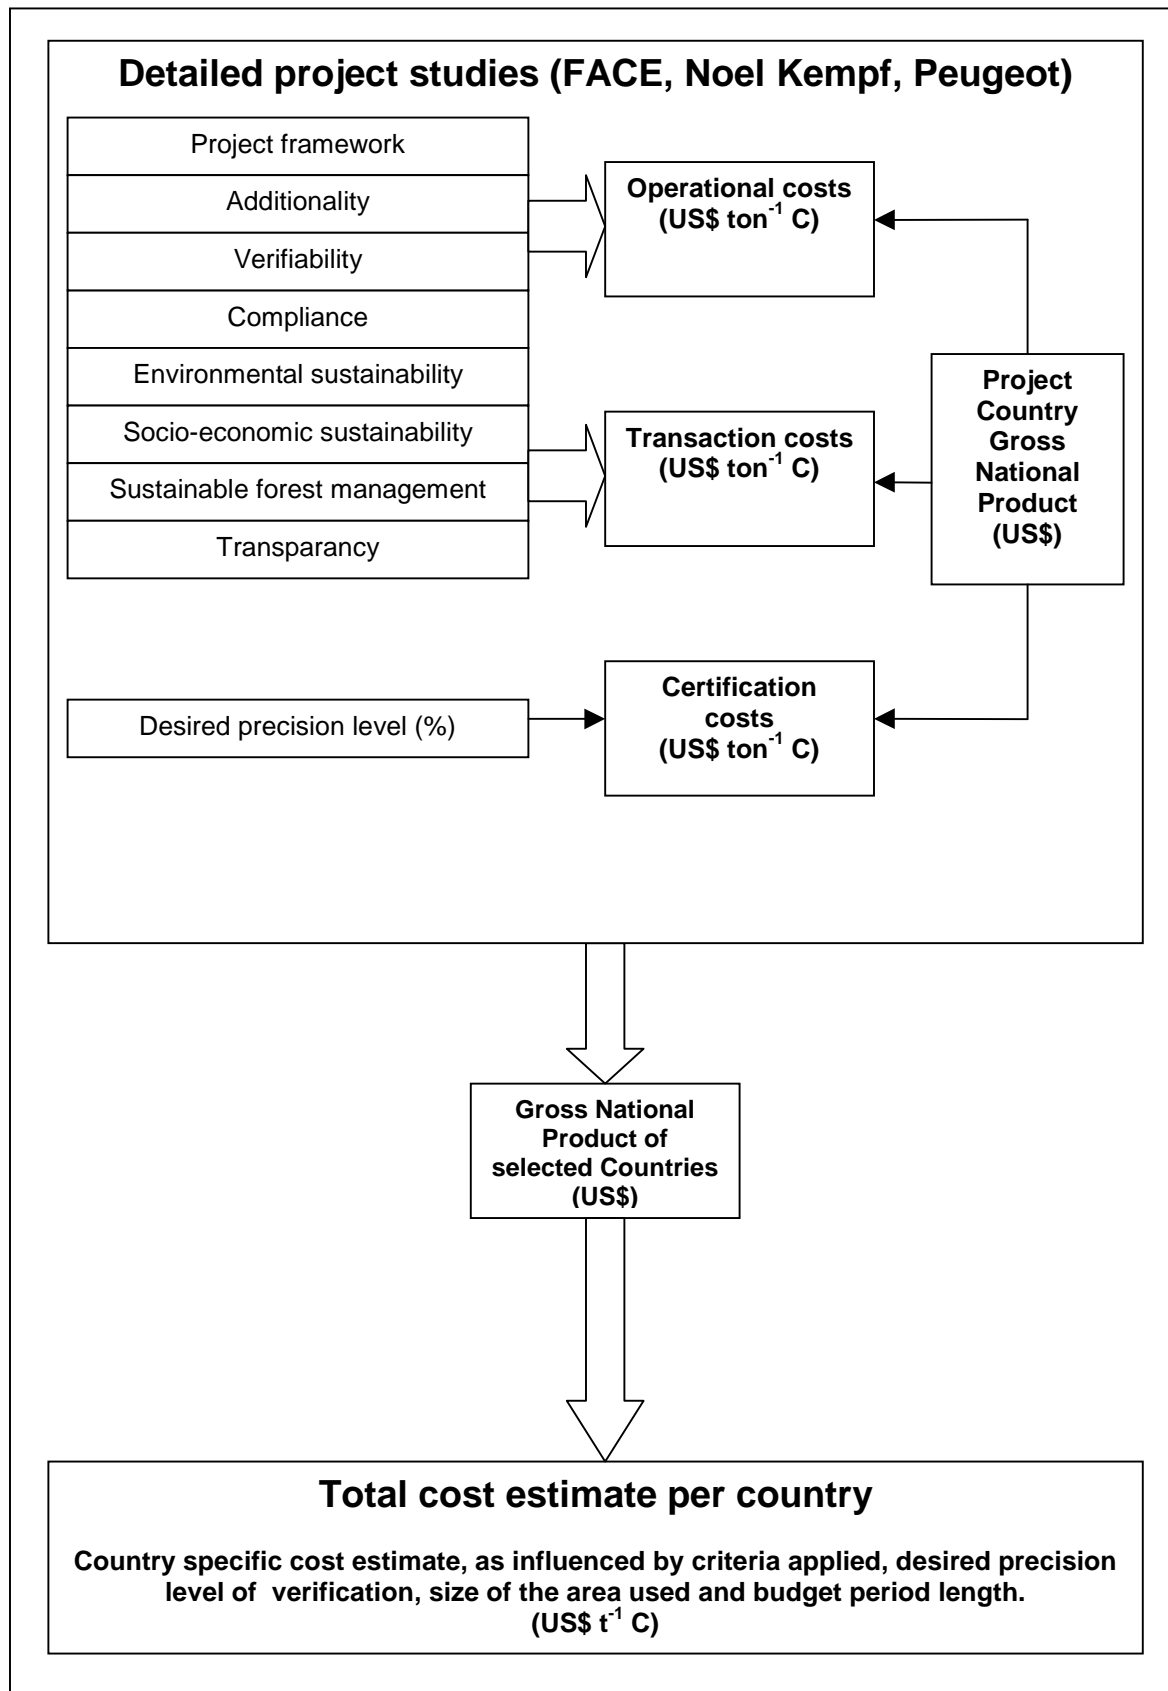 Detailed project studies (FACE, Noel Kempf, Peugeot)
Project framework
Additionality
Verifiability
Compliance
Environmental sustainability
Socio-economic sustainability
Sustainable forest management
Transparancy
Desired precision level (%)
Operational costs
(US$ ton⁻¹ C)
Transaction costs
(US$ ton⁻¹ C)
Certification
costs
(US$ ton⁻¹ C)
Project
Country
Gross
National
Product
(US$)
Gross National
Product of
selected Countries
(US$)
Total cost estimate per country
Country specific cost estimate, as influenced by criteria applied, desired precision
level of  verification, size of the area used and budget period length.
(US$ t⁻¹ C)